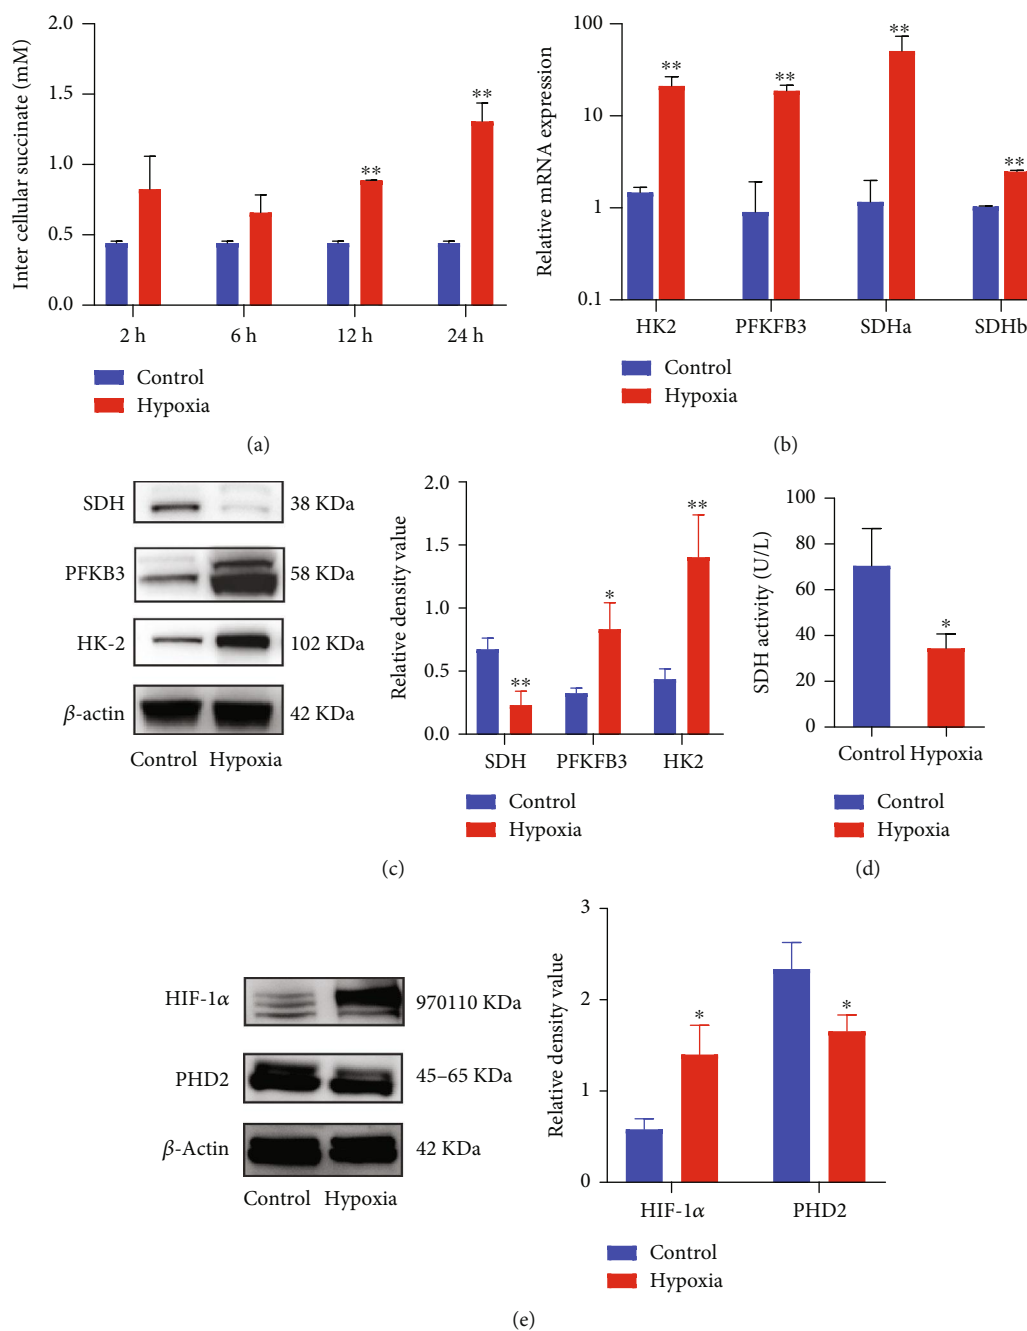 2.0
1.5
1.0
0.5
0.0
Inter cellular succinate (mM)
**
**
2 h 6 h 12 h 24 h
Control
Hypoxia
(a)
100
10
1
0.1
Relative mRNA expression
**
**
**
**
HK2 PFKFB3 SDHa SDHb
Control
Hypoxia
(b)
SDH 38 KDa
PFKB3 58 KDa
HK-2 102 KDa
β-actin 42 KDa
Control Hypoxia
2.0
1.5
1.0
0.5
0.0
Relative density value
**
*
**
SDH PFKFB3 HK2
Control
Hypoxia
(c)
100
80
60
40
20
0
SDH activity (U/L)
*
Control Hypoxia
Control
Hypoxia
(d)
HIF-1α 970110 KDa
PHD2 45–65 KDa
β-Actin 42 KDa
Control Hypoxia
3
2
1
0
Relative density value
*
*
HIF-1α PHD2
Control
Hypoxia
(e)